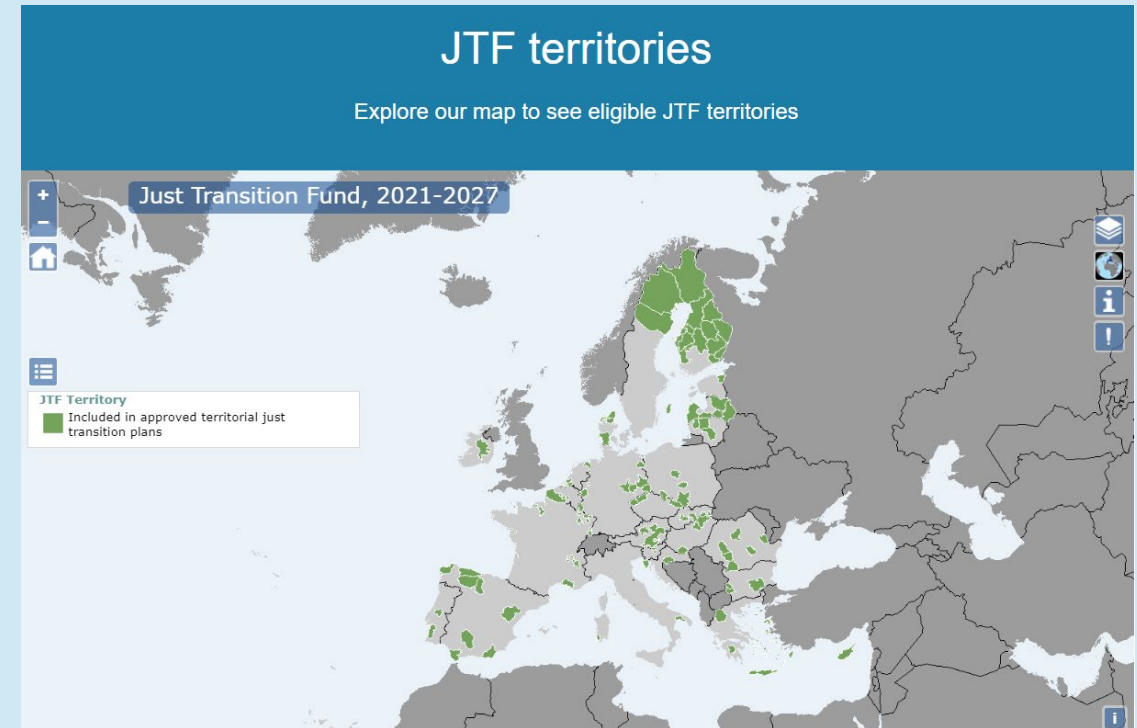 JTF territories
Explore our map to see eligible JTF territories
+
Just Transition Fund, 2021-2027
-
i
!
JTF Territory
Included in approved territorial just
transition plans
i